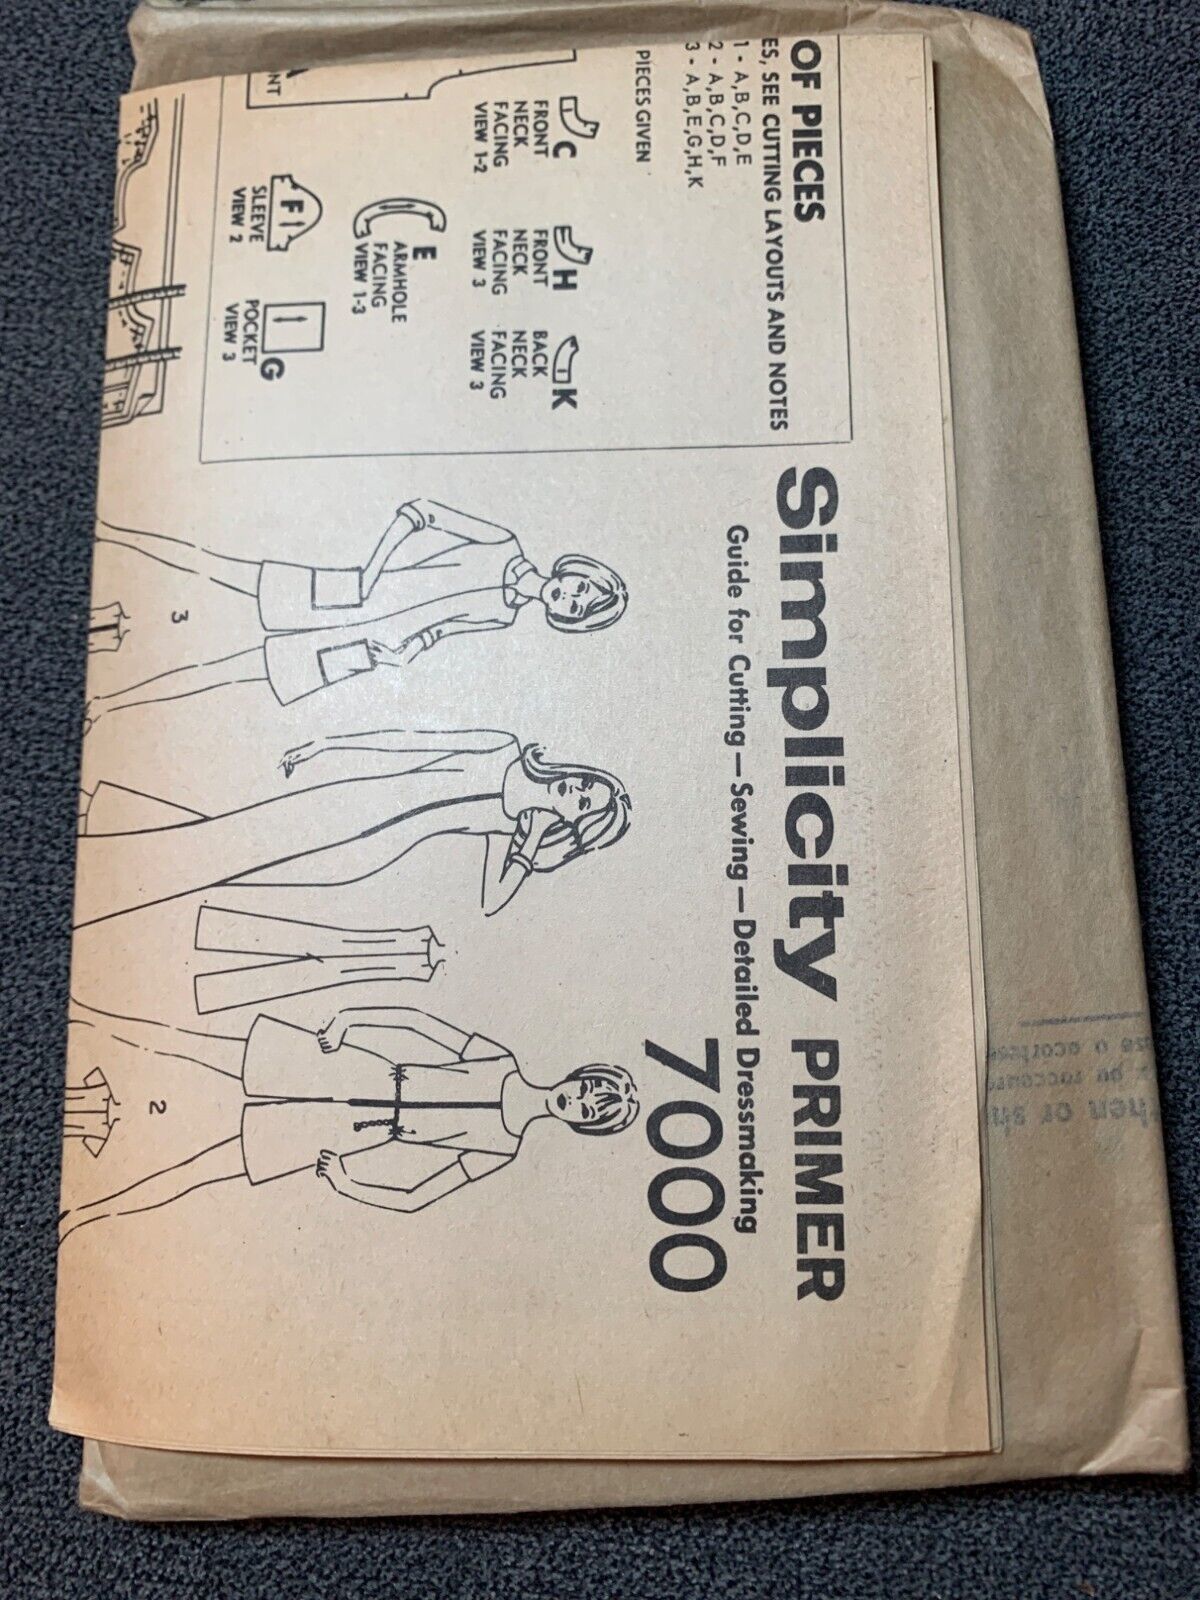 Simplicity PRIMER
Guide for Cutting—Sewing—Detailed Dressmaking
7000
OF PIECES
ES, SEE CUTTING LAYOUTS AND NOTES
1 - A,B,C,D,E
2 - A,B,C,D,F
3 - A,B,E,G,H,K
PIECES GIVEN
C
FRONT
NECK
FACING
VIEW 1-2
H
FRONT
NECK
FACING
VIEW 3
K
BACK
NECK
FACING
VIEW 3
E
ARMHOLE
FACING
VIEW 1-3
F
SLEEVE
VIEW 2
G
POCKET
VIEW 3
NT
3
2